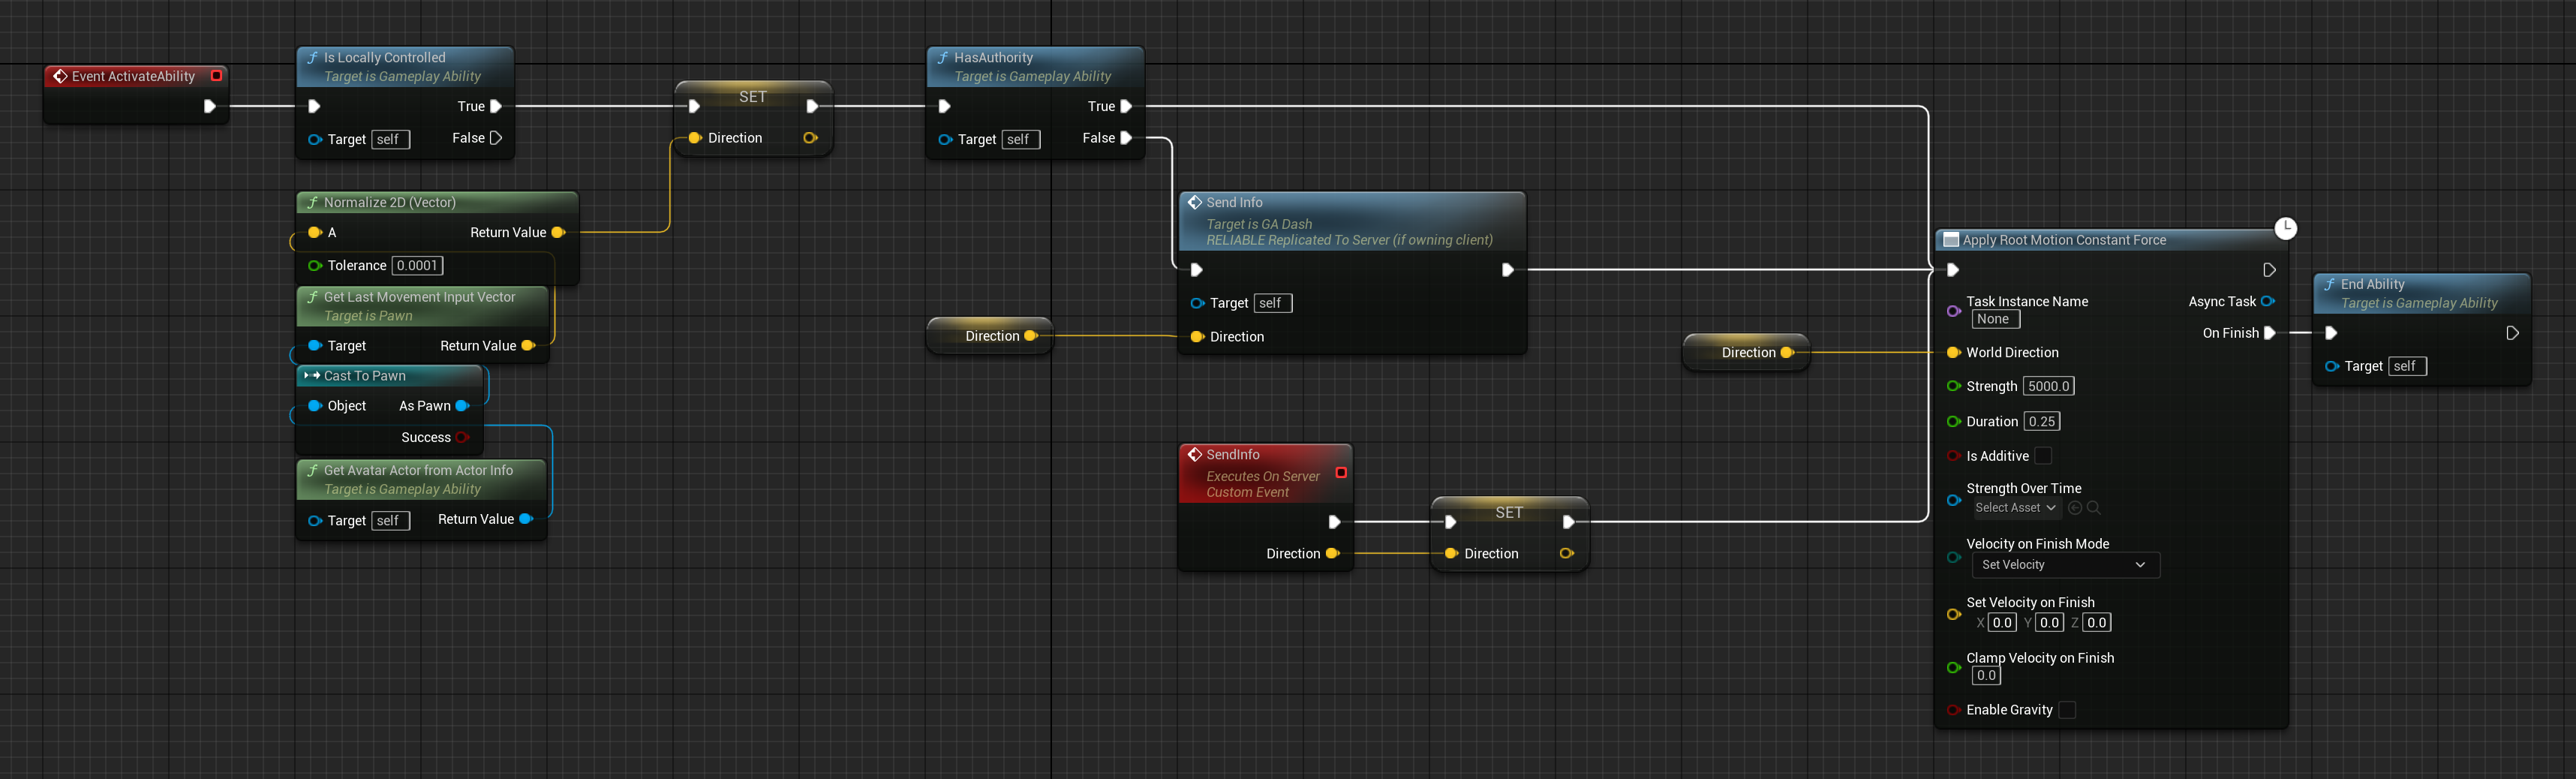 Event ActivateAbility
Is Locally Controlled
Target is Gameplay Ability
True
Target self
False
Normalize 2D (Vector)
A
Return Value
Tolerance 0.0001
Get Last Movement Input Vector
Target is Pawn
Target
Return Value
Cast To Pawn
Object
As Pawn
Success
Get Avatar Actor from Actor Info
Target is Gameplay Ability
Target self
Return Value
SET
Direction
HasAuthority
Target is Gameplay Ability
True
Target self
False
Direction
Send Info
Target is GA Dash
RELIABLE Replicated To Server (if owning client)
Target self
Direction
SendInfo
Executes On Server
Custom Event
Direction
SET
Direction
Direction
Apply Root Motion Constant Force
Task Instance Name
None
Async Task
On Finish
World Direction
Strength 5000.0
Duration 0.25
Is Additive
Strength Over Time
Select Asset
Velocity on Finish Mode
Set Velocity
Set Velocity on Finish
X 0.0 Y 0.0 Z 0.0
Clamp Velocity on Finish
0.0
Enable Gravity
End Ability
Target is Gameplay Ability
Target self